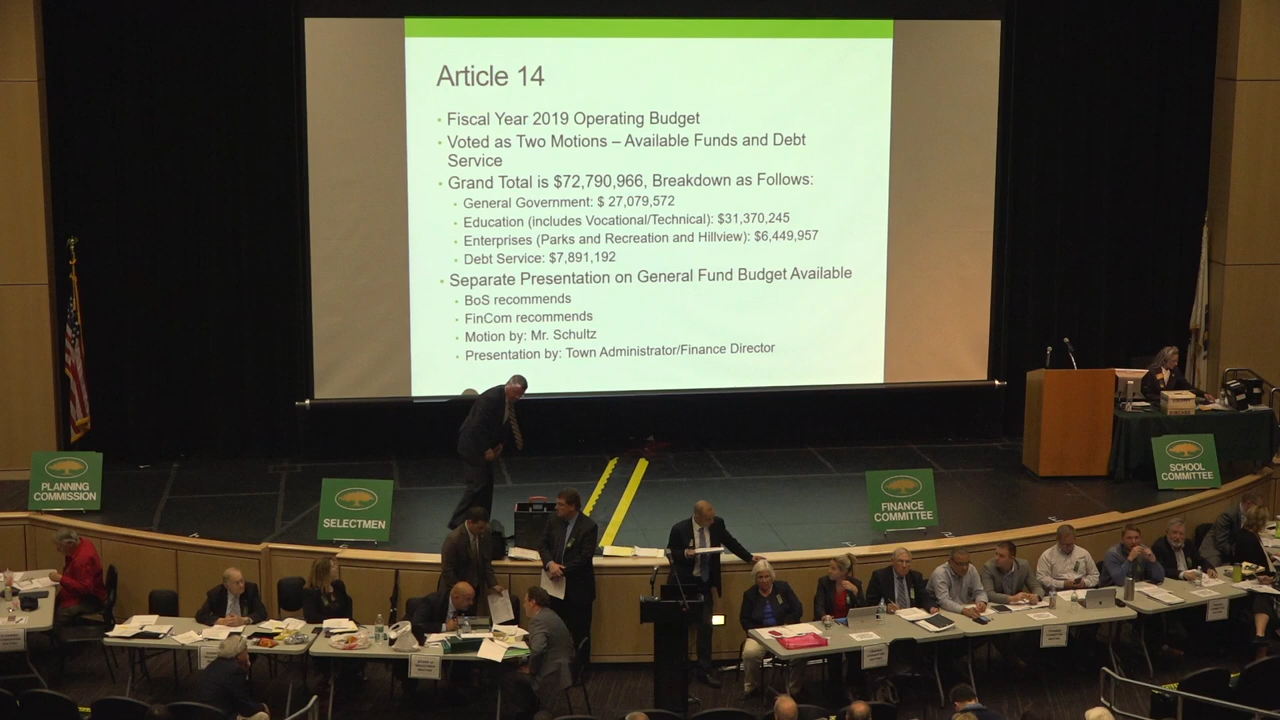 Article 14
• Fiscal Year 2019 Operating Budget
• Voted as Two Motions – Available Funds and Debt
Service
• Grand Total is $72,790,966, Breakdown as Follows:
• General Government: $ 27,079,572
• Education (includes Vocational/Technical): $31,370,245
• Enterprises (Parks and Recreation and Hillview): $6,449,957
• Debt Service: $7,891,192
• Separate Presentation on General Fund Budget Available
• BoS recommends
• FinCom recommends
• Motion by: Mr. Schultz
• Presentation by: Town Administrator/Finance Director
PLANNING
COMMISSION
SELECTMEN
FINANCE
COMMITTEE
SCHOOL
COMMITTEE